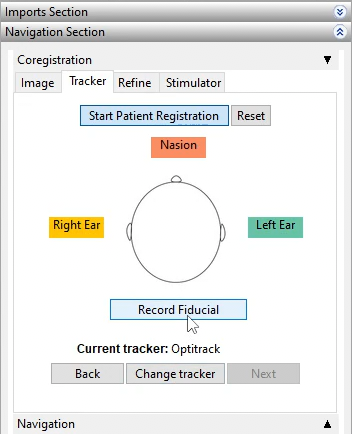 Imports Section
Navigation Section
Coregistration
Image Tracker Refine Stimulator
Start Patient Registration Reset
Nasion
Right Ear Left Ear
Record Fiducial
Current tracker: Optitrack
Back Change tracker Next
Navigation